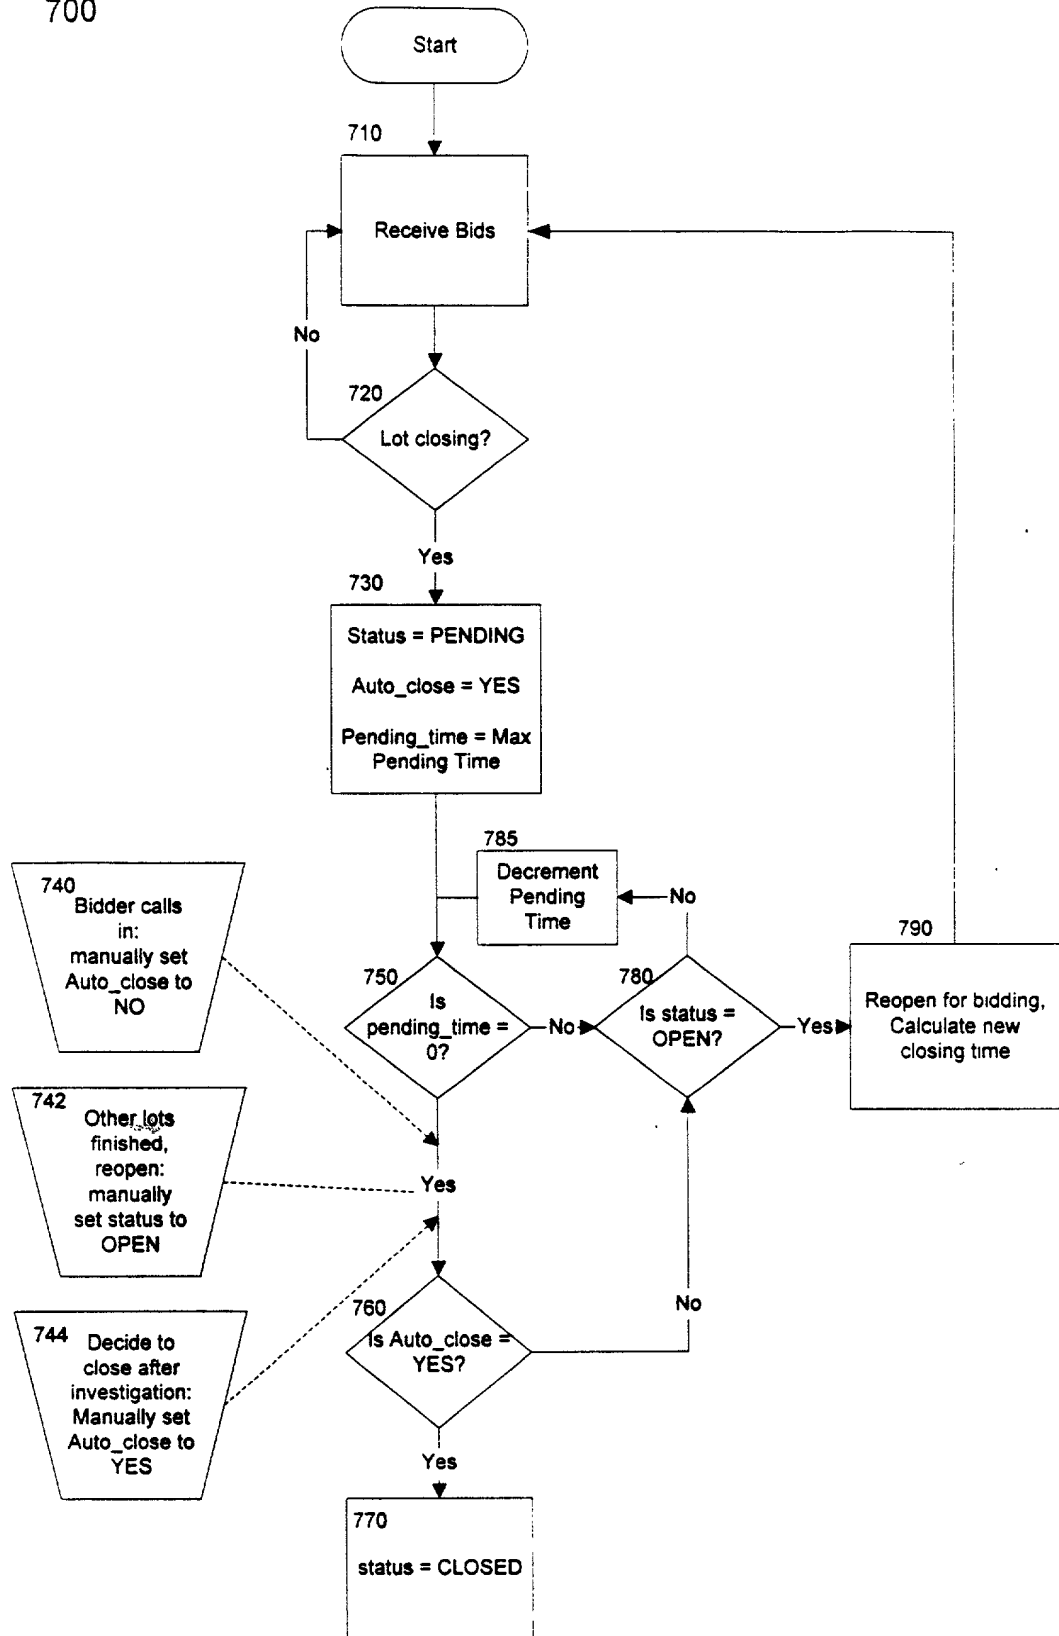 700
Start
710
Receive Bids
No
720
Lot closing?
Yes
730
Status = PENDING
Auto_close = YES
Pending_time = Max
Pending Time
785
Decrement
Pending
Time
No
740
Bidder calls
in:
manually set
Auto_close to
NO
750
Is
pending_time =
0?
No
780
Is status =
OPEN?
Yes
790
Reopen for bidding,
Calculate new
closing time
742
Other lots
finished,
reopen:
manually
set status to
OPEN
Yes
744
Decide to
close after
investigation:
Manually set
Auto_close to
YES
760
Is Auto_close =
YES?
No
Yes
770
status = CLOSED